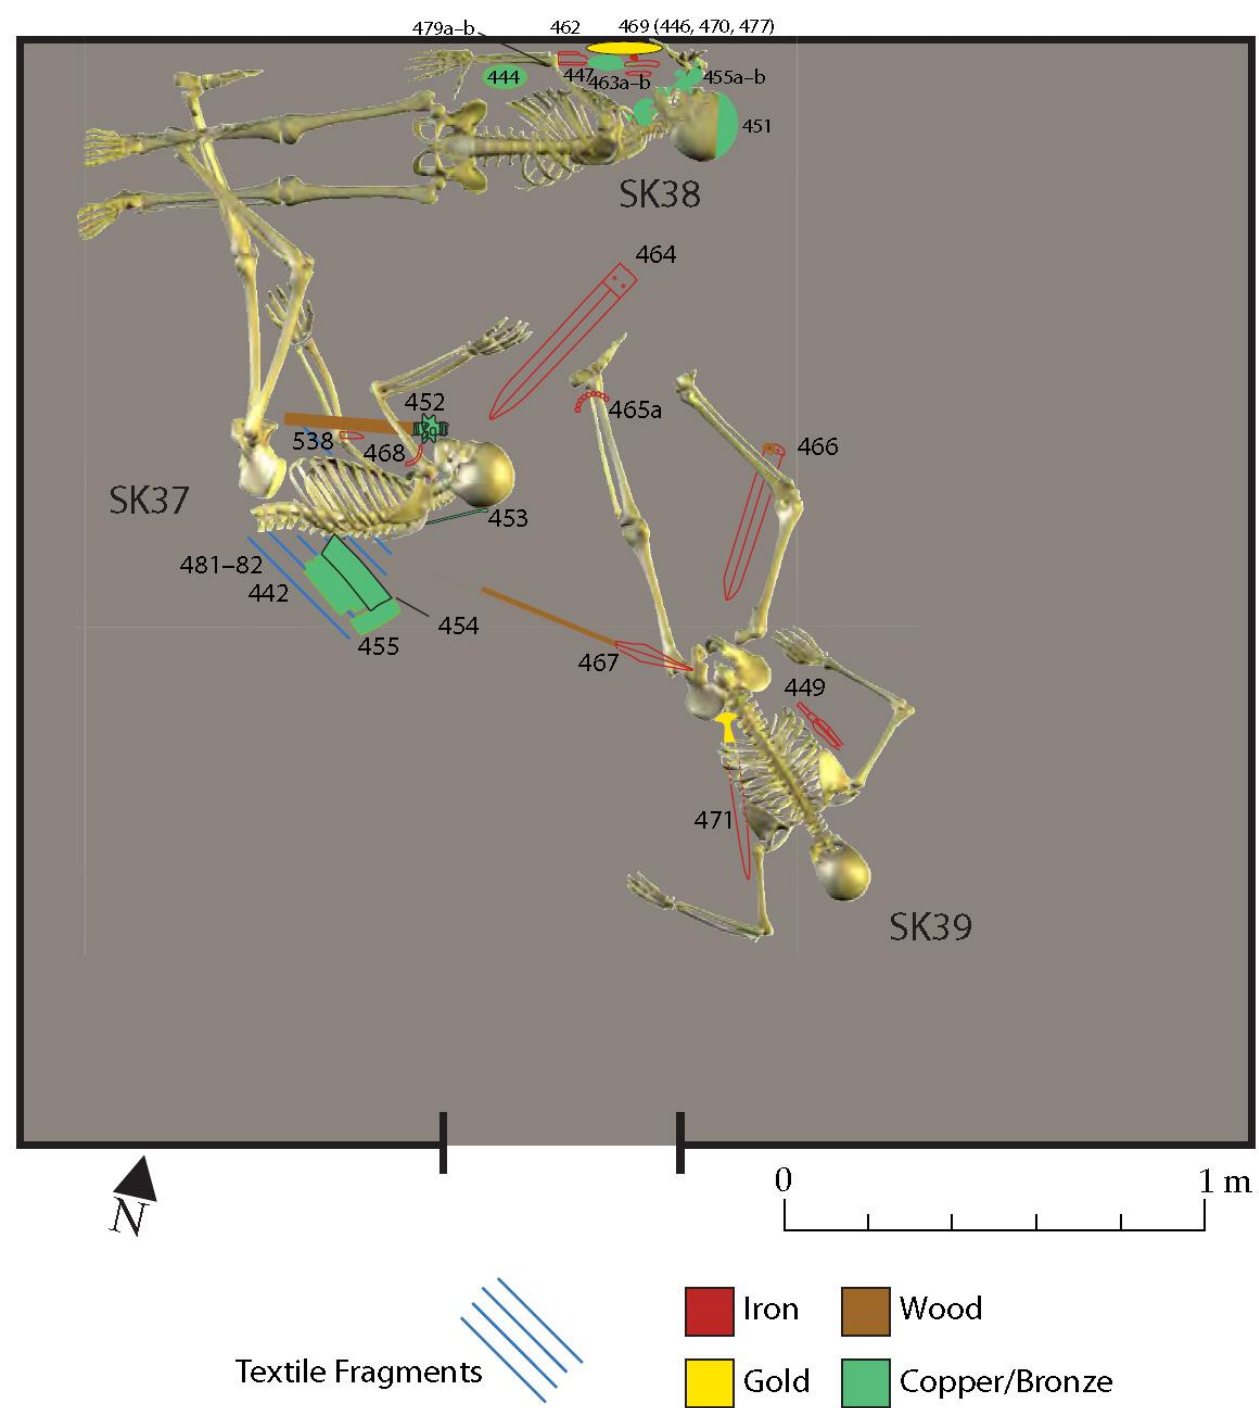 479a–b 462 469 (446, 470, 477)
444 447 463a–b 455a–b
451
SK38
464
452 465a
538 468 466
SK37
453
481–82
442
454
455
467
449
471
SK39
N
0 1 m
Iron Wood
Textile Fragments
Gold Copper/Bronze